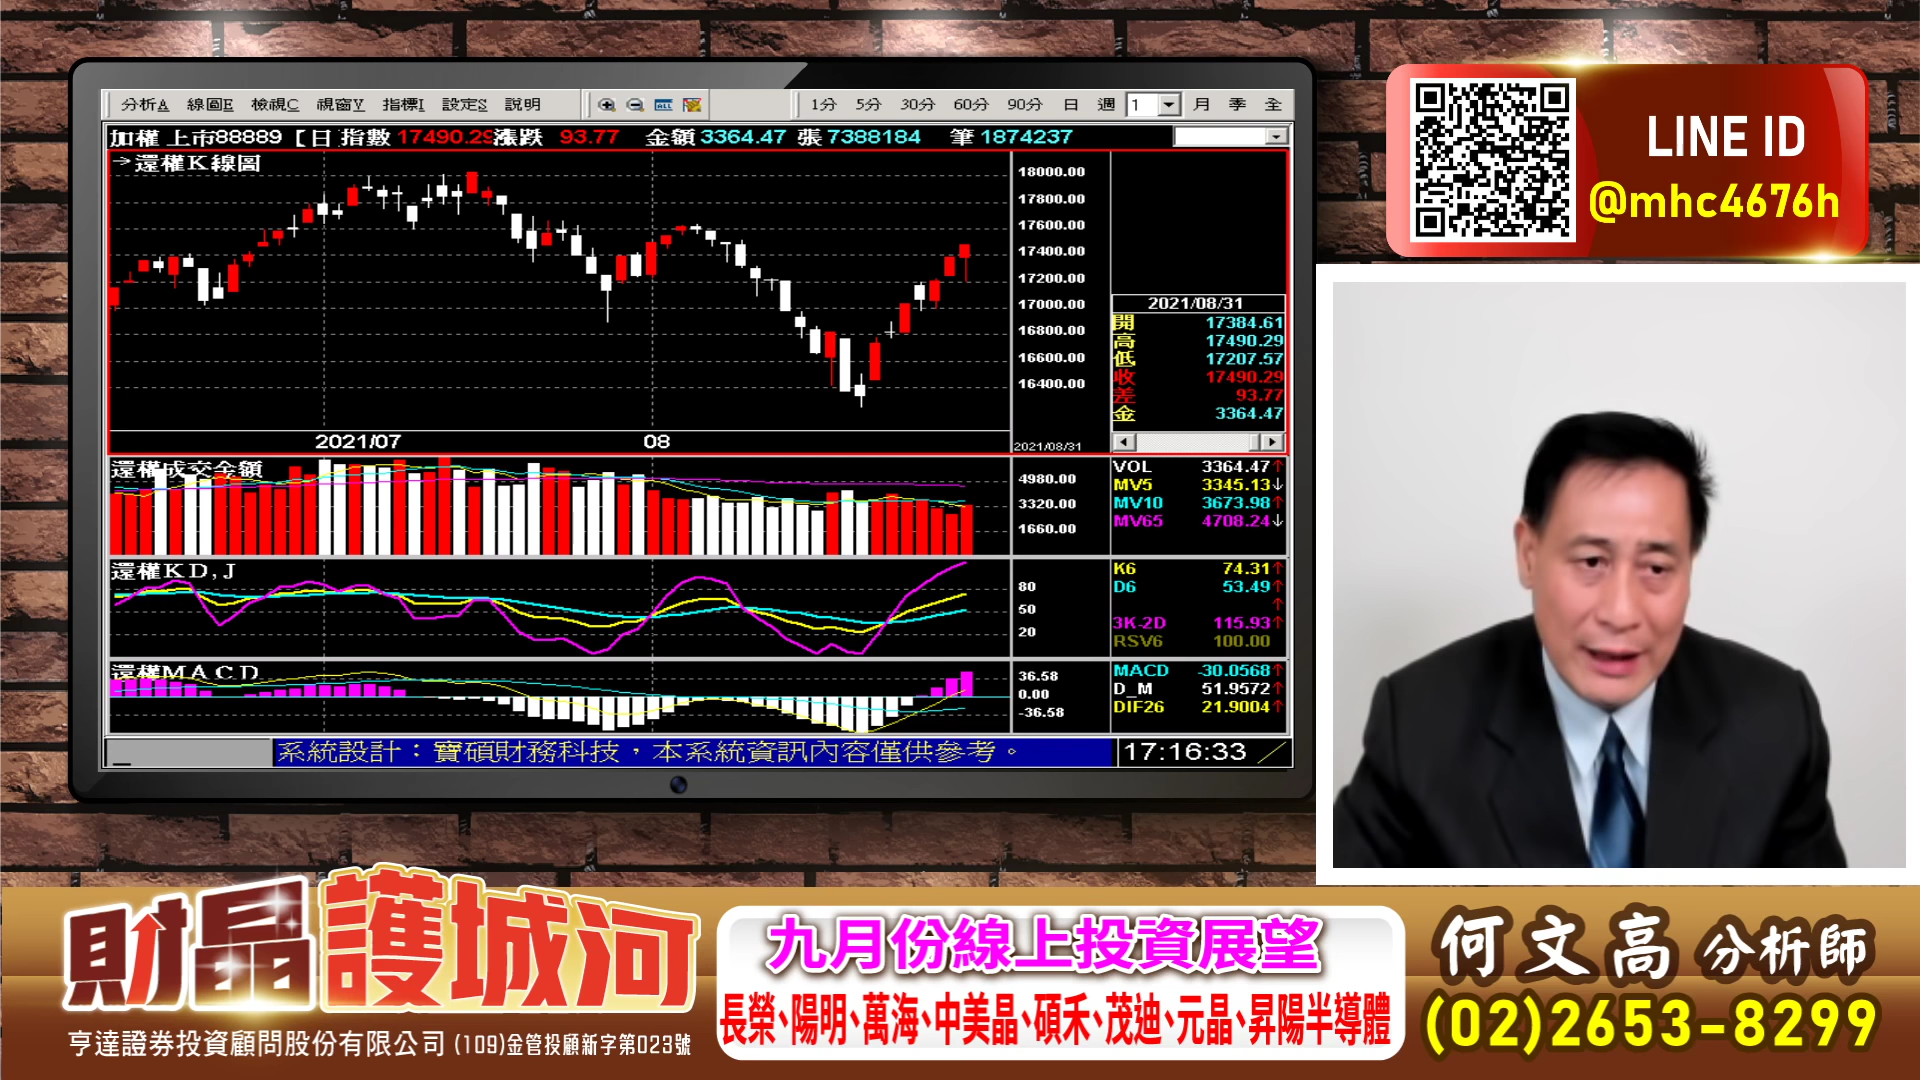 分析A 線圖E 檢視C 視窗V 指標I 設定S 說明 ALL 1分 5分 30分 60分 90分 日 週 1 月 季 全
加權 上市88889 [日 指數 17490.29 漲跌 93.77 金額 3364.47 張 7388184 筆 1874237
→還權K線圖
18000.00
17800.00
17600.00
17400.00
17200.00
17000.00
16800.00
16600.00
16400.00
2021/07 08
2021/08/31
2021/08/31
開 17384.61
高 17490.29
低 17207.57
收 17490.29
差 93.77
金 3364.47
還權成交金額
4980.00
3320.00
1660.00
VOL 3364.47↑
MV5 3345.13↓
MV10 3673.98↑
MV65 4708.24↓
還權KD,J
80
50
20
K6 74.31↑
D6 53.49↑
↑
3K-2D 115.93↑
RSV6 100.00
還權MACD
36.58
0.00
-36.58
MACD -30.0568↑
D_M 51.9572↑
DIF26 21.9004↑
系統設計：寶碩財務科技，本系統資訊內容僅供參考。
17:16:33
LINE ID
@mhc4676h
財晶護城河
亨達證券投資顧問股份有限公司 (109)金管投顧新字第023號
九月份線上投資展望
長榮、陽明、萬海、中美晶、碩禾、茂迪、元晶、昇陽半導體
何文高 分析師
(02)2653-8299